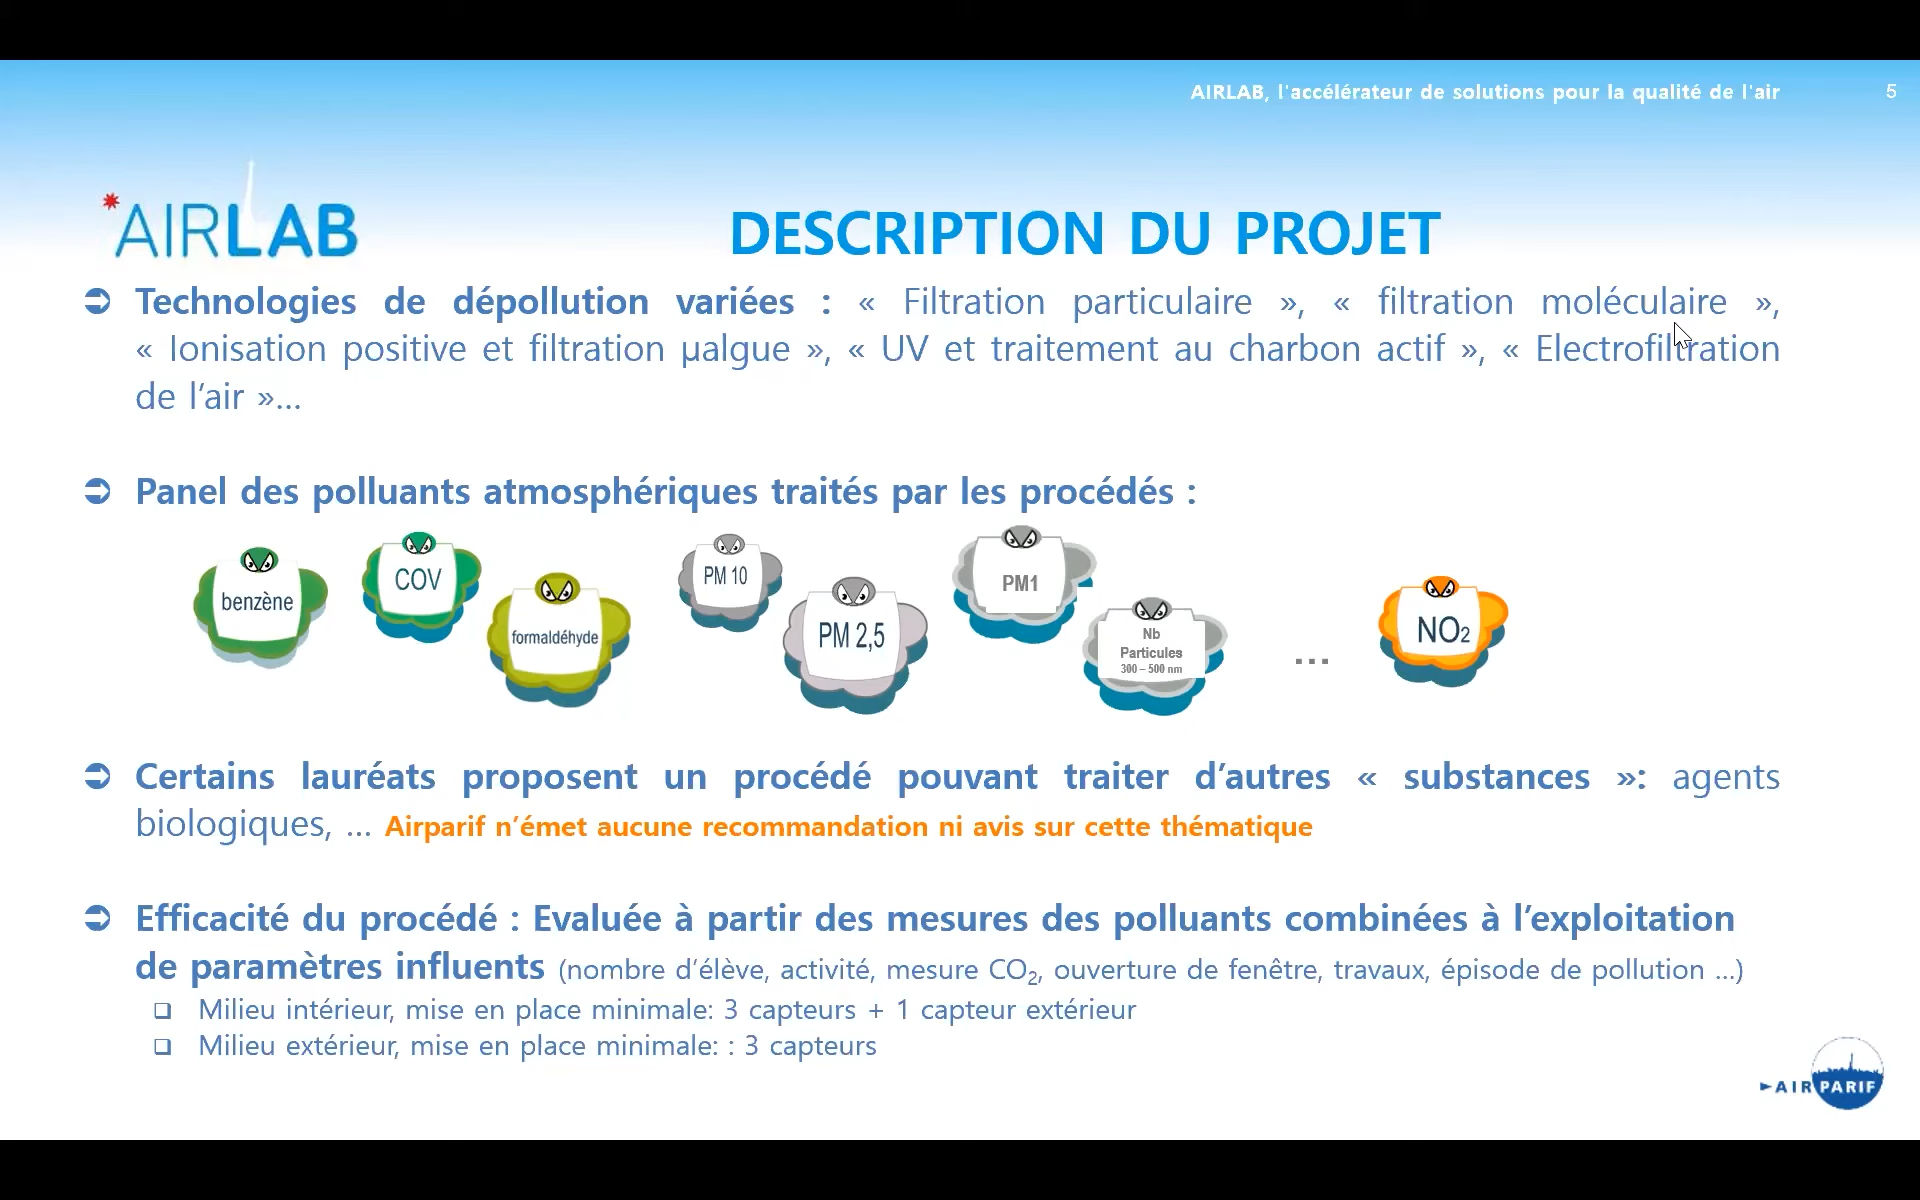 AIRLAB, l'accélérateur de solutions pour la qualité de l'air
5
AIRLAB
DESCRIPTION DU PROJET
Technologies de dépollution variées : « Filtration particulaire », « filtration moléculaire »,
« Ionisation positive et filtration µalgue », « UV et traitement au charbon actif », « Electrofiltration
de l’air »...
Panel des polluants atmosphériques traités par les procédés :
benzène
COV
formaldéhyde
PM 10
PM 2,5
PM1
Nb
Particules
300 – 500 nm
...
NO₂
Certains lauréats proposent un procédé pouvant traiter d’autres « substances »: agents
biologiques, ... Airparif n’émet aucune recommandation ni avis sur cette thématique
Efficacité du procédé : Evaluée à partir des mesures des polluants combinées à l’exploitation
de paramètres influents (nombre d’élève, activité, mesure CO₂, ouverture de fenêtre, travaux, épisode de pollution ...)
Milieu intérieur, mise en place minimale: 3 capteurs + 1 capteur extérieur
Milieu extérieur, mise en place minimale: : 3 capteurs
AIRPARIF